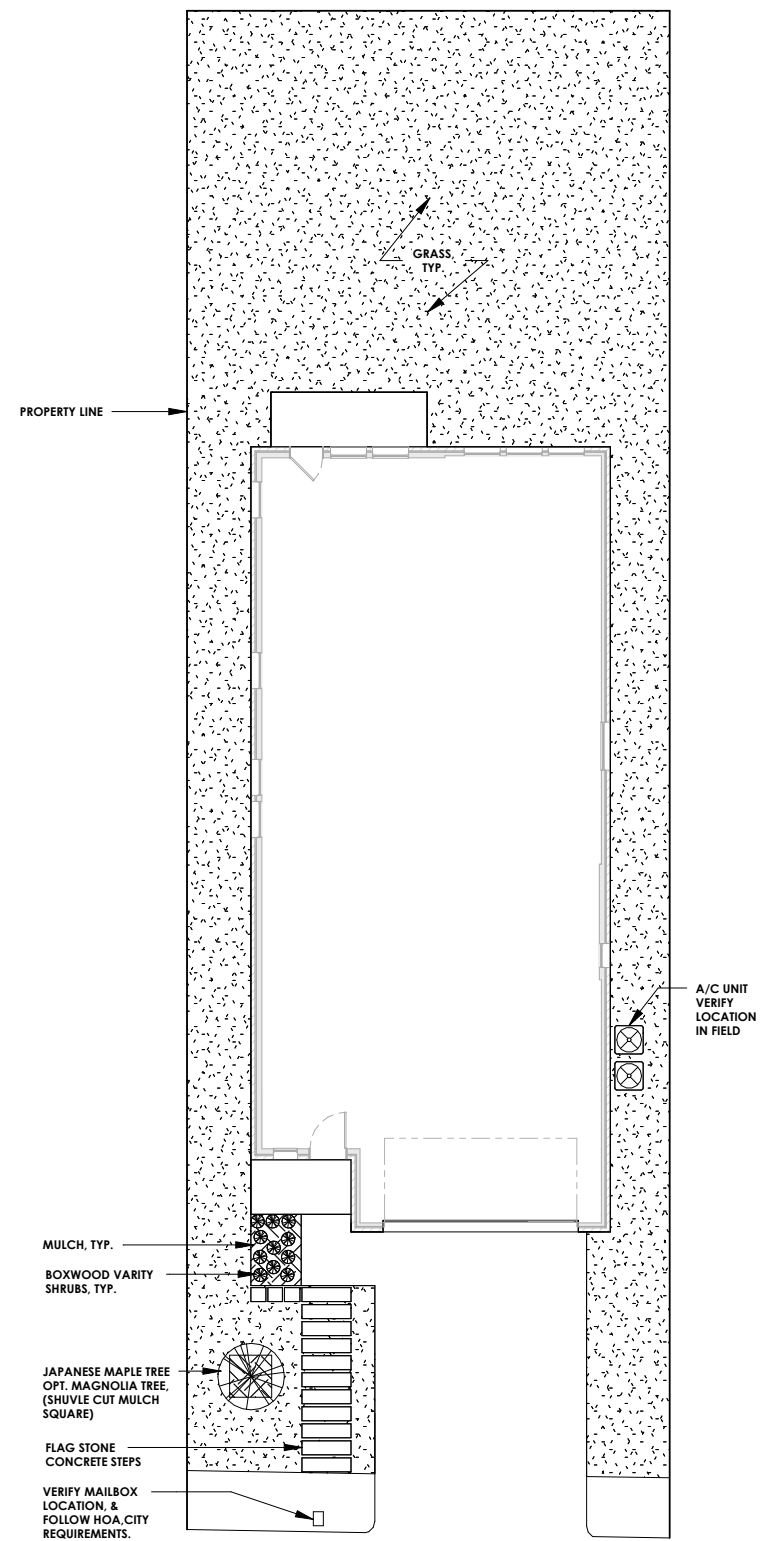 GRASS,
TYP.
PROPERTY LINE
A/C UNIT
VERIFY
LOCATION
IN FIELD
MULCH, TYP.
BOXWOOD VARITY
SHRUBS, TYP.
JAPANESE MAPLE TREE
OPT. MAGNOLIA TREE,
(SHUVLE CUT MULCH
SQUARE)
FLAG STONE
CONCRETE STEPS
VERIFY MAILBOX
LOCATION, &
FOLLOW HOA,CITY
REQUIREMENTS.